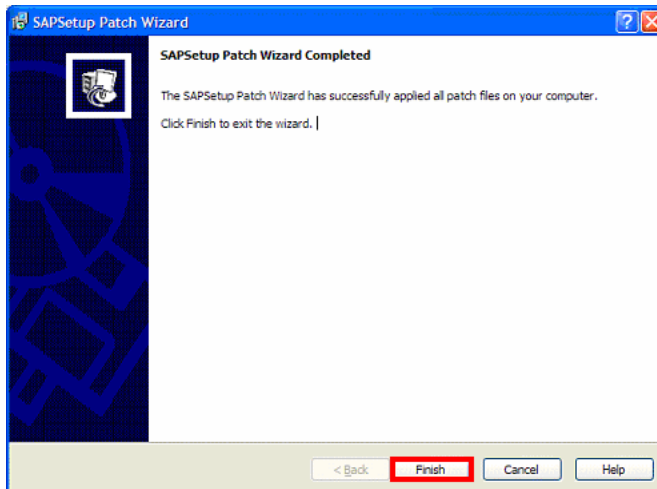 SAPSetup Patch Wizard
SAPSetup Patch Wizard Completed
The SAPSetup Patch Wizard has successfully applied all patch files on your computer.
Click Finish to exit the wizard.
< Back
Finish
Cancel
Help